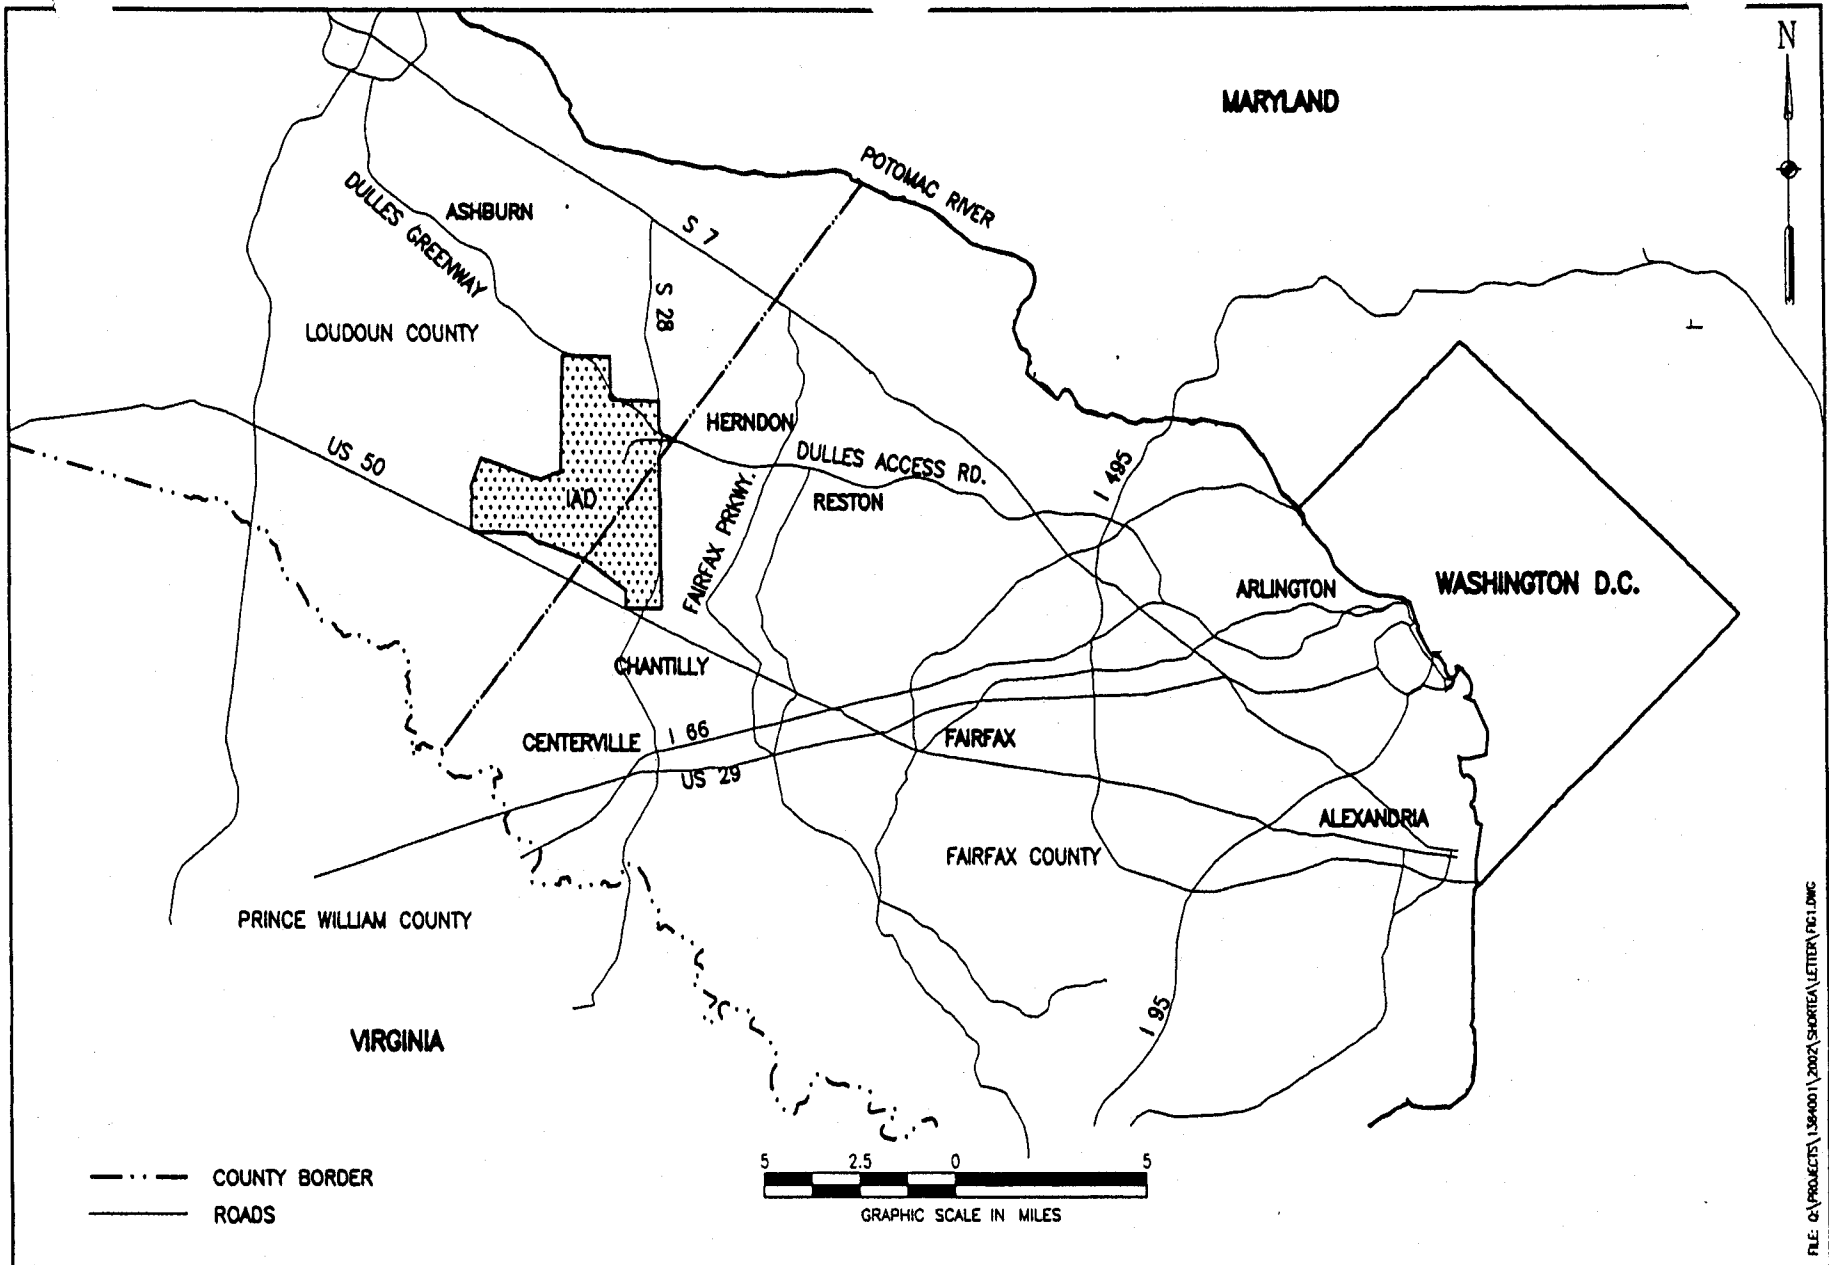 N
MARYLAND
POTOMAC RIVER
DULLES GREENWAY
ASHBURN
S 7
S 28
LOUDOUN COUNTY
HERNDON
US 50
DULLES ACCESS RD.
I 495
IAD
RESTON
FAIRFAX PRKWY.
ARLINGTON
WASHINGTON D.C.
CHANTILLY
CENTERVILLE
I 66
FAIRFAX
US 29
ALEXANDRIA
FAIRFAX COUNTY
PRINCE WILLIAM COUNTY
I 95
VIRGINIA
COUNTY BORDER
ROADS
5 2.5 0 5
GRAPHIC SCALE IN MILES
FILE: Q:\PROJECTS\1384001\2002\SHORTEA\LETTER\FIG1.DWG